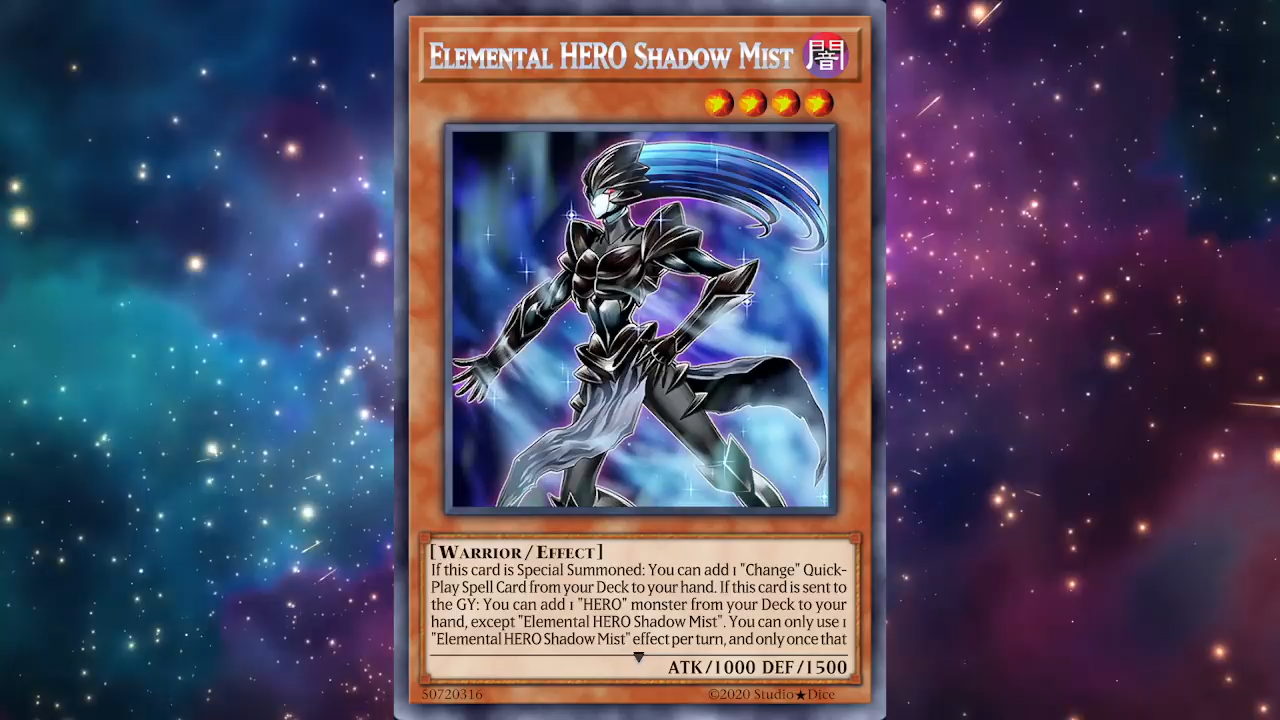 Elemental HERO Shadow Mist 闇
[Warrior / Effect]
If this card is Special Summoned: You can add 1 "Change" Quick-
Play Spell Card from your Deck to your hand. If this card is sent to
the GY: You can add 1 "HERO" monster from your Deck to your
hand, except "Elemental HERO Shadow Mist". You can only use 1
"Elemental HERO Shadow Mist" effect per turn, and only once that
ATK/1000 DEF/1500
50720316 ©2020 Studio★Dice